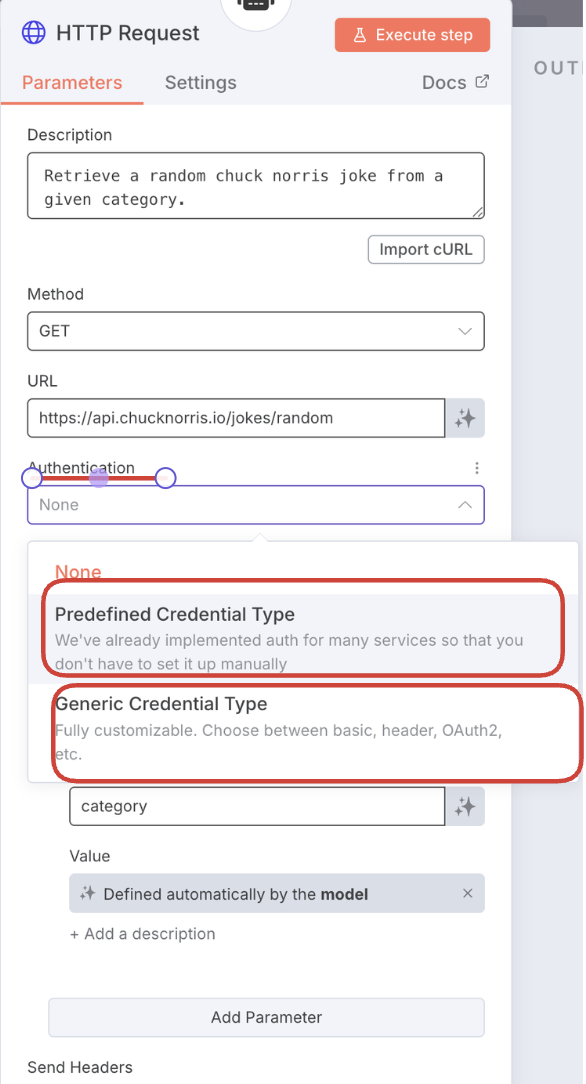 HTTP Request
Execute step
Parameters
Settings
Docs
Description
Retrieve a random chuck norris joke from a
given category.
Import cURL
Method
GET
URL
https://api.chucknorris.io/jokes/random
Authentication
None
None
Predefined Credential Type
We've already implemented auth for many services so that you
don't have to set it up manually
Generic Credential Type
Fully customizable. Choose between basic, header, OAuth2,
etc.
category
Value
Defined automatically by the model
+ Add a description
Add Parameter
Send Headers